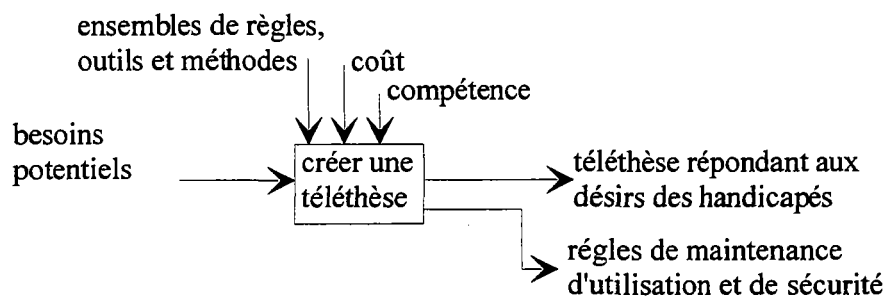 ensembles de règles,
outils et méthodes
coût
compétence
besoins
potentiels
créer une
téléthèse
téléthèse répondant aux
désirs des handicapés
régles de maintenance
d'utilisation et de sécurité